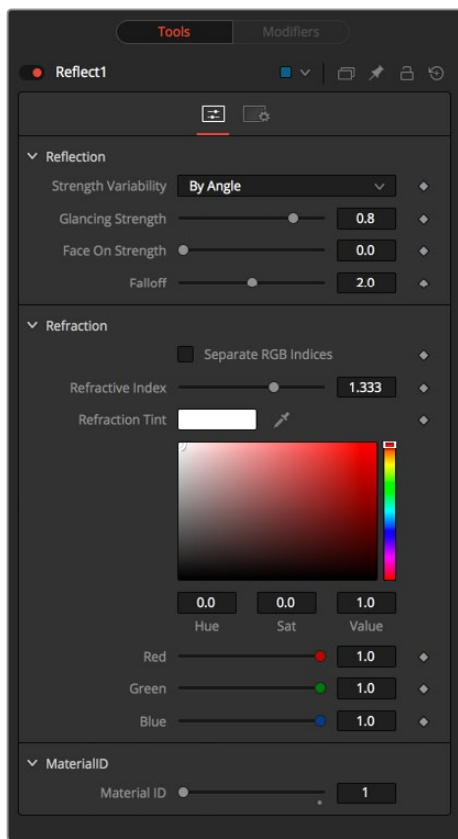 Tools Modifiers
Reflect1
Reflection
Strength Variability By Angle
Glancing Strength 0.8
Face On Strength 0.0
Falloff 2.0
Refraction
Separate RGB Indices
Refractive Index 1.333
Refraction Tint
0.0 0.0 1.0
Hue Sat Value
Red 1.0
Green 1.0
Blue 1.0
MaterialID
Material ID 1